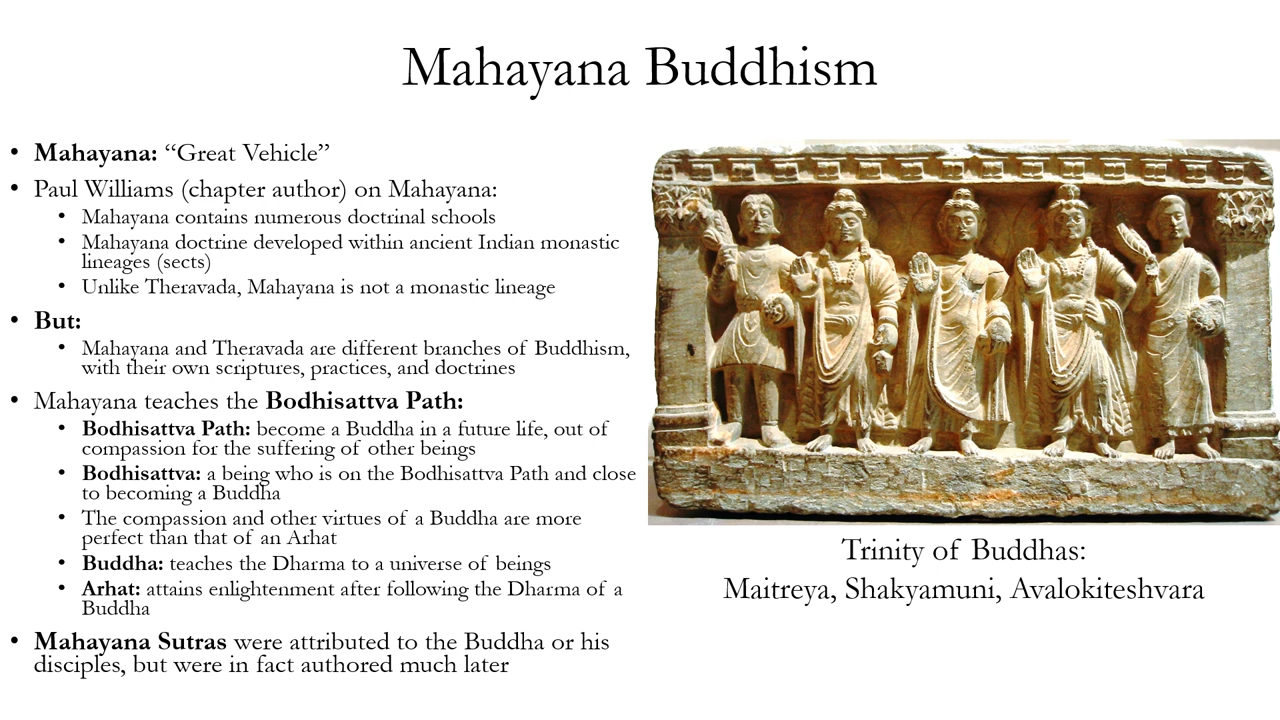 Mahayana Buddhism
• Mahayana: “Great Vehicle”
• Paul Williams (chapter author) on Mahayana:
• Mahayana contains numerous doctrinal schools
• Mahayana doctrine developed within ancient Indian monastic
lineages (sects)
• Unlike Theravada, Mahayana is not a monastic lineage
• But:
• Mahayana and Theravada are different branches of Buddhism,
with their own scriptures, practices, and doctrines
• Mahayana teaches the Bodhisattva Path:
• Bodhisattva Path: become a Buddha in a future life, out of
compassion for the suffering of other beings
• Bodhisattva: a being who is on the Bodhisattva Path and close
to becoming a Buddha
• The compassion and other virtues of a Buddha are more
perfect than that of an Arhat
• Buddha: teaches the Dharma to a universe of beings
• Arhat: attains enlightenment after following the Dharma of a
Buddha
• Mahayana Sutras were attributed to the Buddha or his
disciples, but were in fact authored much later
Trinity of Buddhas:
Maitreya, Shakyamuni, Avalokiteshvara